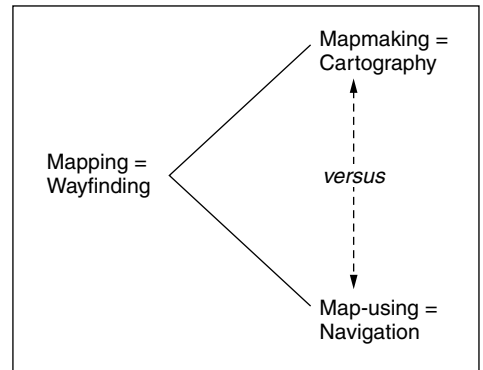 Mapmaking =
Cartography
Mapping =
Wayfinding
versus
Map-using =
Navigation